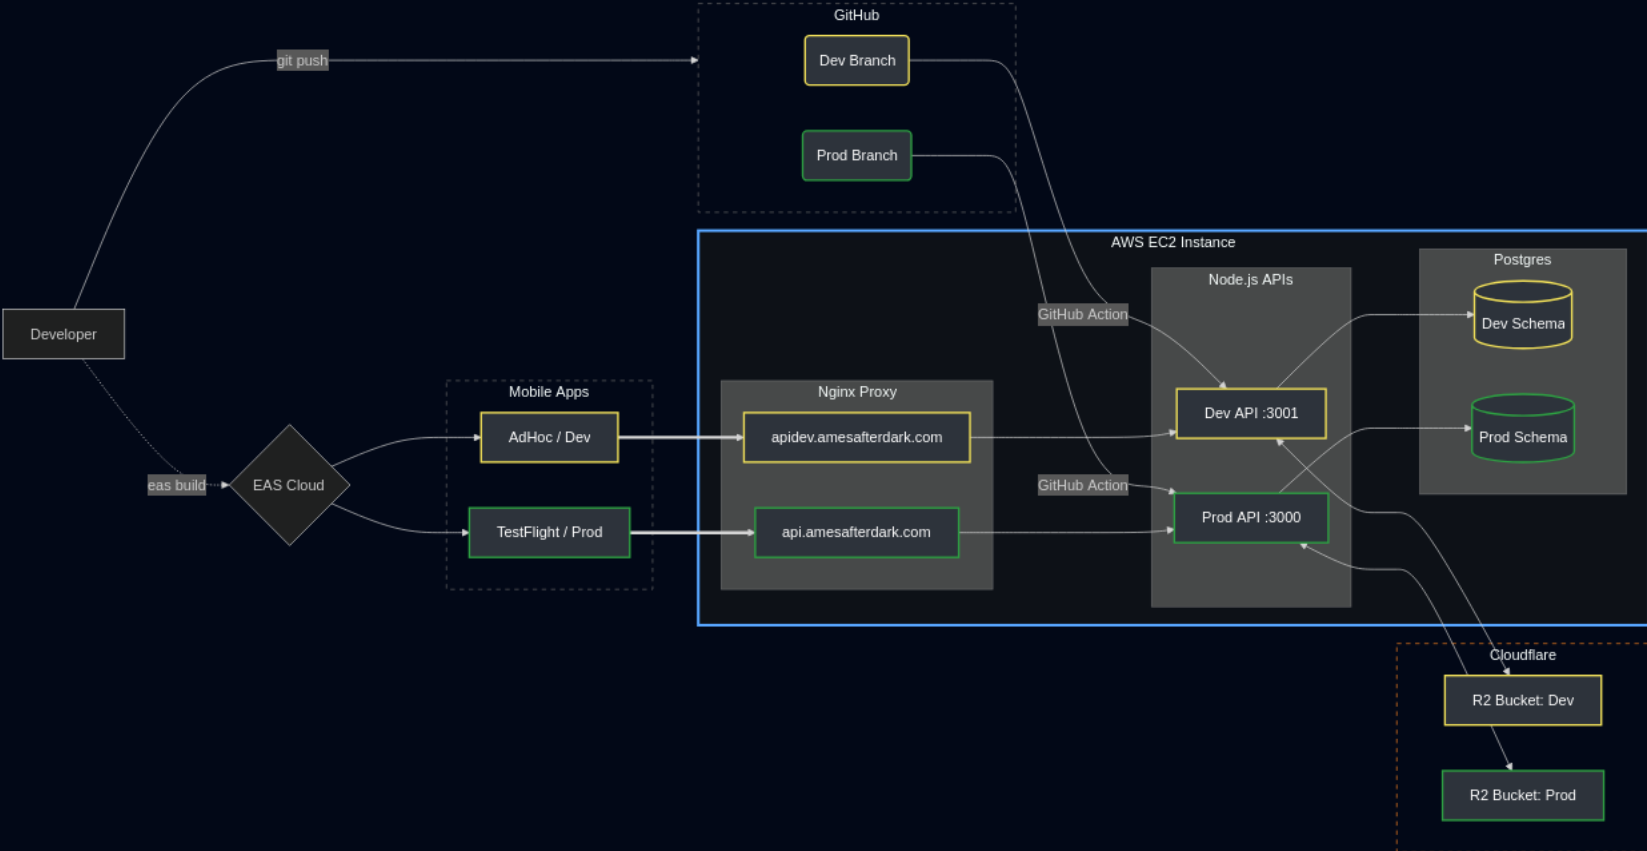 GitHub
git push
Dev Branch
Prod Branch
AWS EC2 Instance
Postgres
Node.js APIs
GitHub Action
Dev Schema
Developer
Mobile Apps
Nginx Proxy
Dev API :3001
AdHoc / Dev
apidev.amesafterdark.com
Prod Schema
eas build
EAS Cloud
GitHub Action
Prod API :3000
TestFlight / Prod
api.amesafterdark.com
Cloudflare
R2 Bucket: Dev
R2 Bucket: Prod